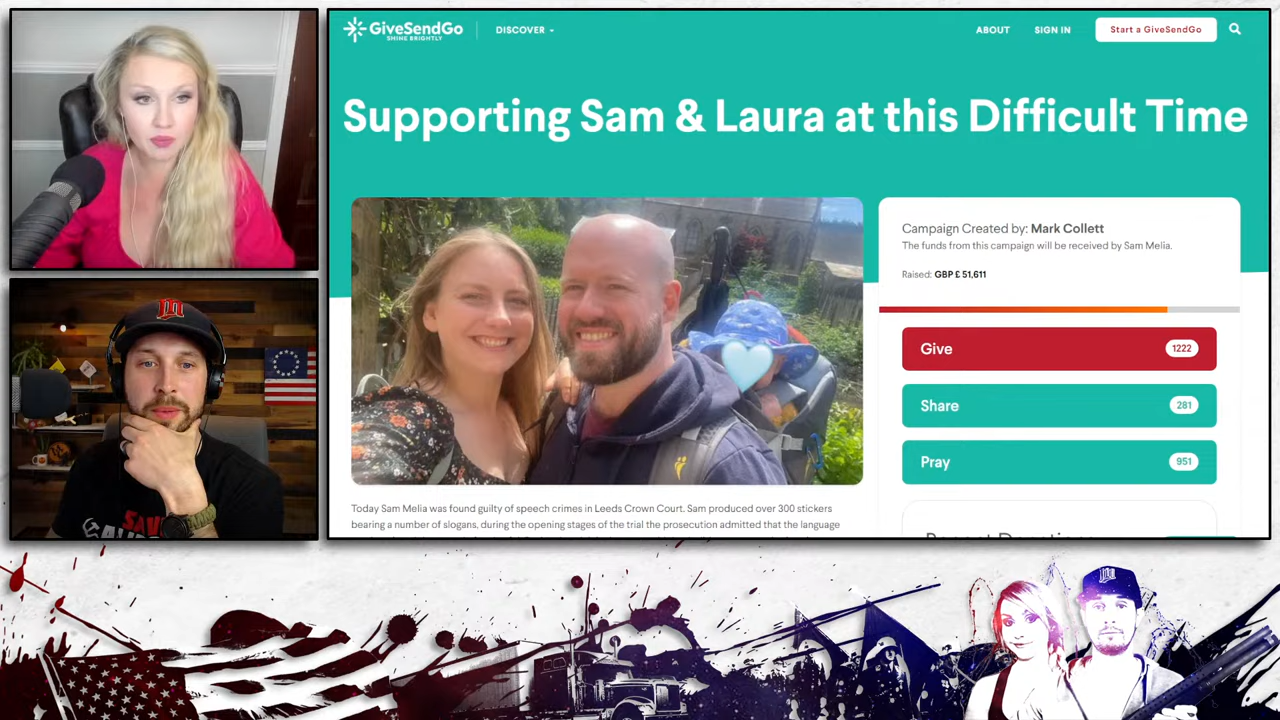 GiveSendGo
SHINE BRIGHTLY
DISCOVER
ABOUT
SIGN IN
Start a GiveSendGo
Supporting Sam & Laura at this Difficult Time
Campaign Created by: Mark Collett
The funds from this campaign will be received by Sam Melia.
Raised: GBP £ 51,611
Give 1222
Share 281
Pray 951
Today Sam Melia was found guilty of speech crimes in Leeds Crown Court. Sam produced over 300 stickers
bearing a number of slogans, during the opening stages of the trial the prosecution admitted that the language